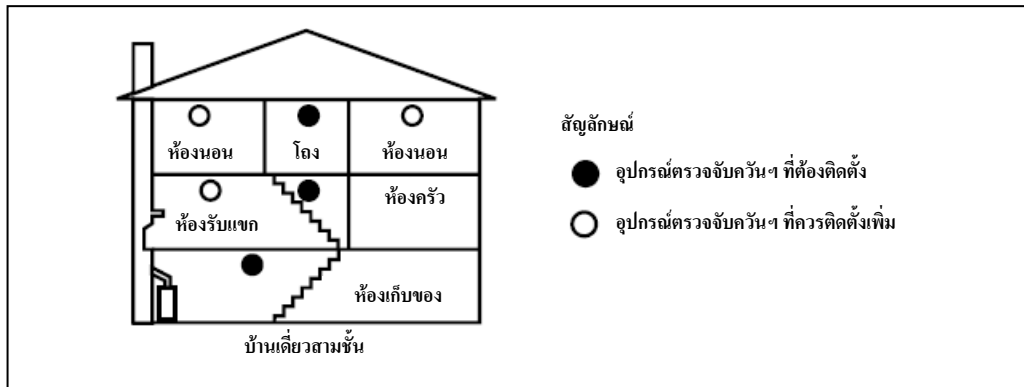 ห้องนอน
โถง
ห้องนอน
ห้องรับแขก
ห้องครัว
ห้องเก็บของ
บ้านเดี่ยวสามชั้น
สัญลักษณ์
อุปกรณ์ตรวจจับควันฯ ที่ต้องติดตั้ง
อุปกรณ์ตรวจจับควันฯ ที่ควรติดตั้งเพิ่ม